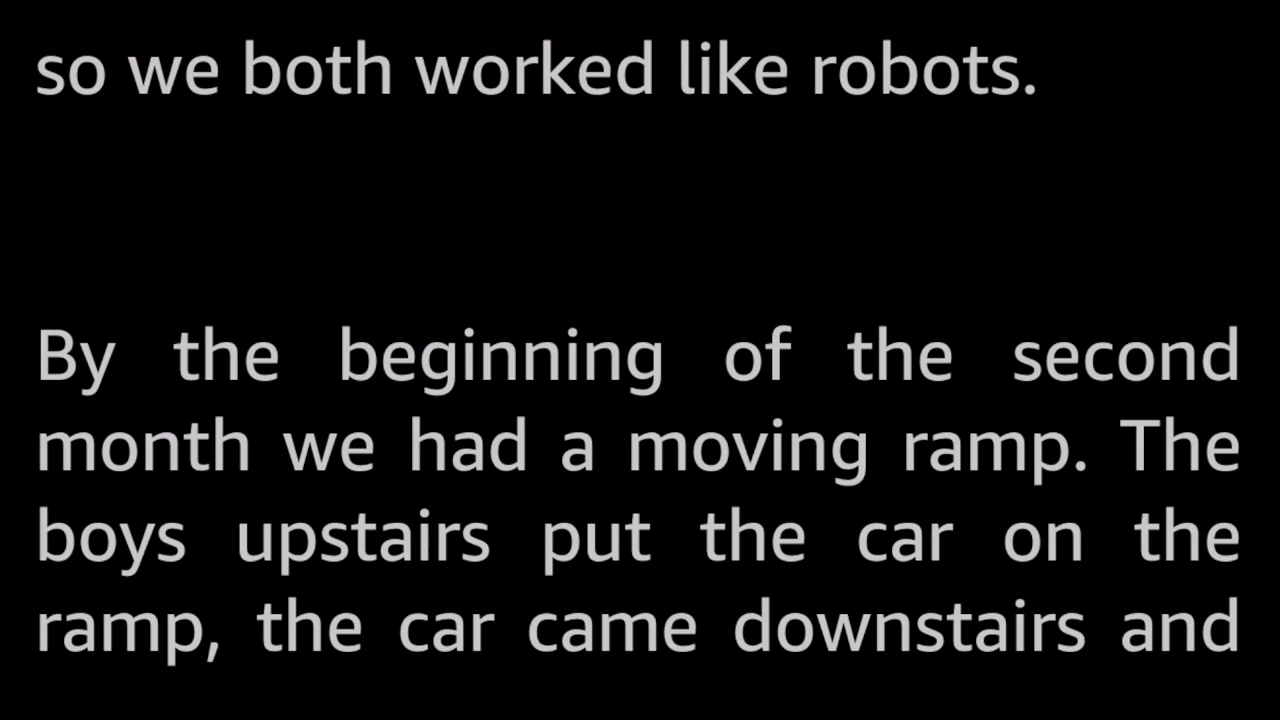 so we both worked like robots.
By the beginning of the second
month we had a moving ramp. The
boys upstairs put the car on the
ramp, the car came downstairs and